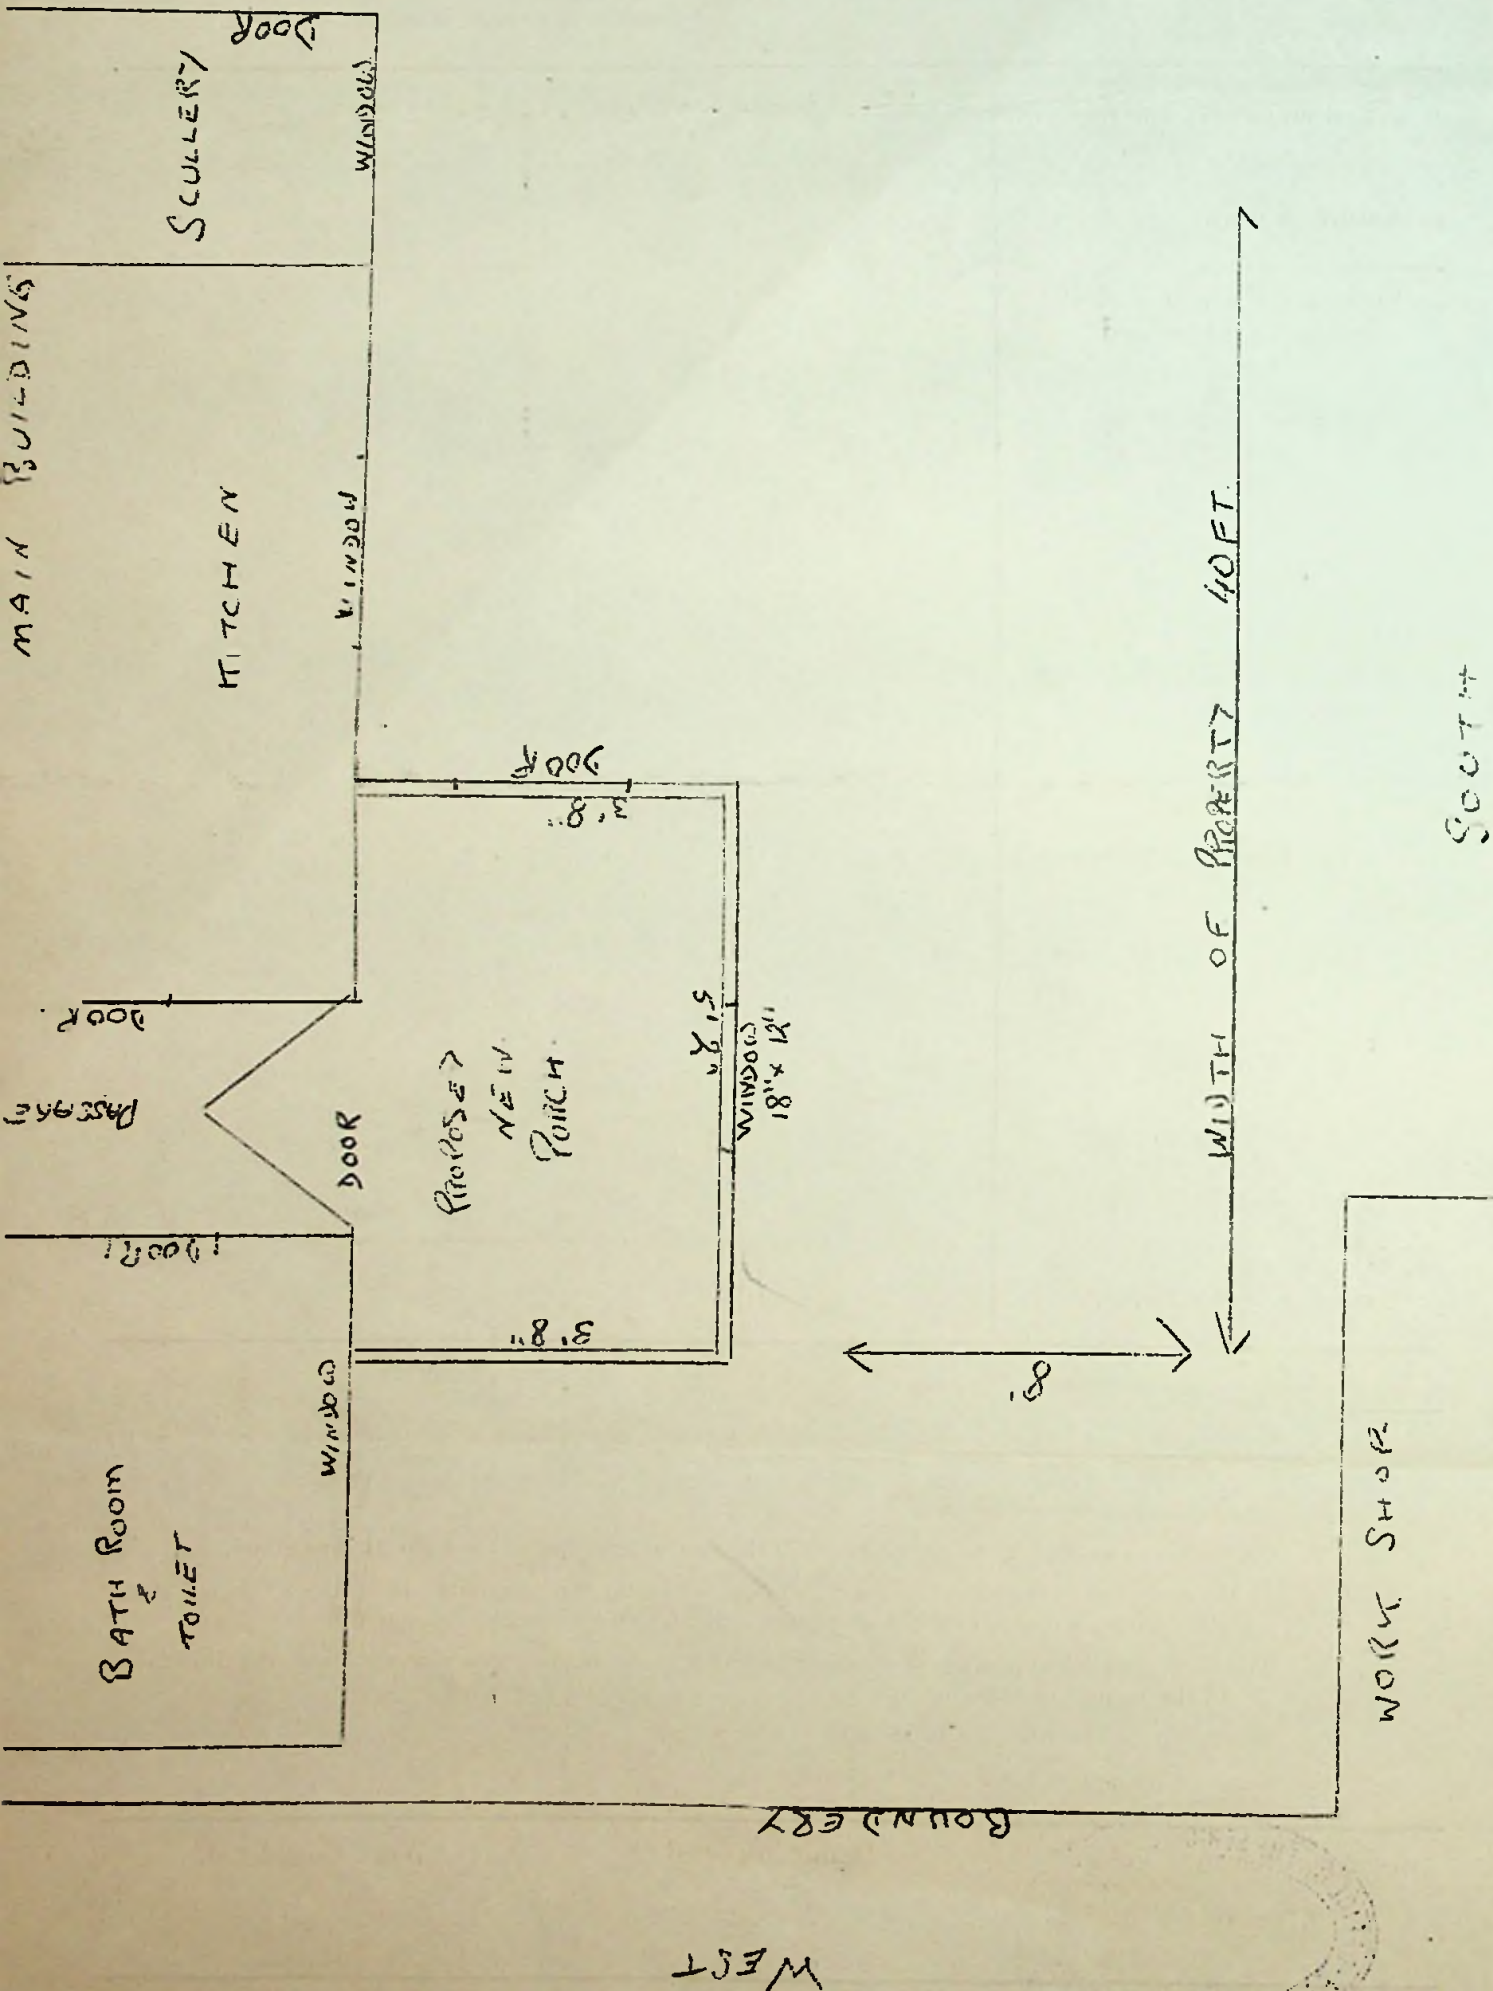 MAIN BUILDING
SCULLERY
DOOR
WINDOW
KITCHEN
WINDOW
DOOR
PASSAGE
DOOR
DOOR
BATH ROOM
&
TOILET
WINDOW
PROPOSED
NEW
PORCH
DOOR
3' 8"
3' 8"
WINDOW
18" x 12"
8'
WIDTH OF PROPERTY 40FT.
WORK SHOP
SOUTH
BOUNDERY
WEST